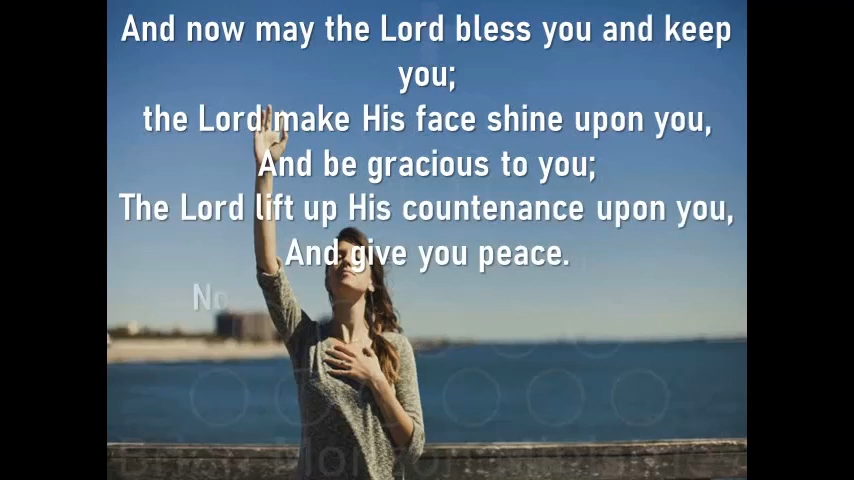 And now may the Lord bless you and keep
you;
the Lord make His face shine upon you,
And be gracious to you;
The Lord lift up His countenance upon you,
And give you peace.